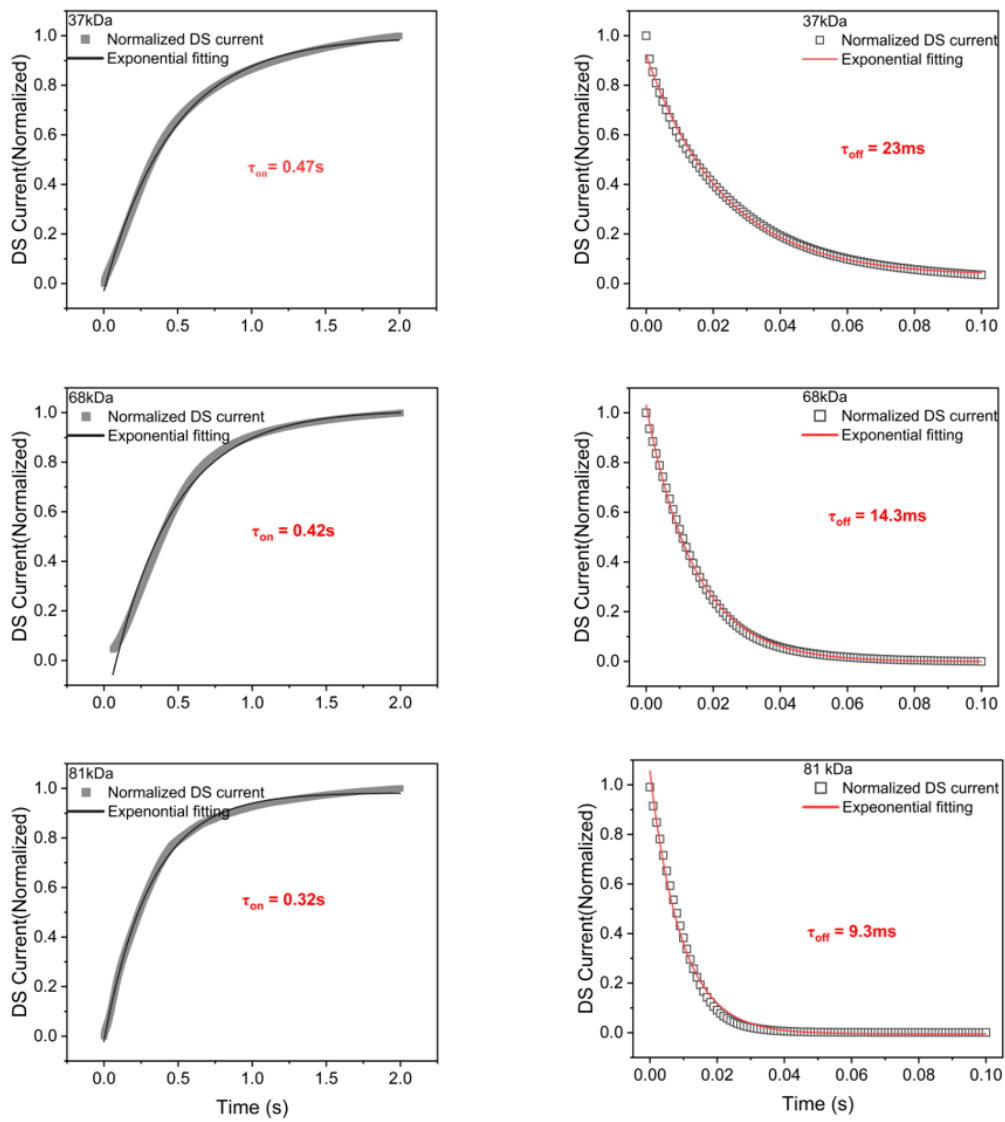 37kDa
Normalized DS current
Exponential fitting
τon= 0.47s
DS Current(Normalized)
1.0
0.8
0.6
0.4
0.2
0.0
0.0 0.5 1.0 1.5 2.0
37kDa
Normalized DS current
Exponential fitting
τoff = 23ms
DS Current(Normalized)
1.0
0.8
0.6
0.4
0.2
0.0
0.00 0.02 0.04 0.06 0.08 0.10
68kDa
Normalized DS current
Exponential fitting
τon = 0.42s
DS Current(Normalized)
1.0
0.8
0.6
0.4
0.2
0.0
0.0 0.5 1.0 1.5 2.0
68kDa
Normalized DS current
Exponential fitting
τoff = 14.3ms
DS Current(Normalized)
1.0
0.8
0.6
0.4
0.2
0.0
0.00 0.02 0.04 0.06 0.08 0.10
81kDa
Normalized DS current
Expenontial fitting
τon = 0.32s
DS Current(Normalized)
1.0
0.8
0.6
0.4
0.2
0.0
0.0 0.5 1.0 1.5 2.0
Time (s)
81 kDa
Normalized DS current
Expeonential fitting
τoff = 9.3ms
DS Current(Normalized)
1.0
0.8
0.6
0.4
0.2
0.0
0.00 0.02 0.04 0.06 0.08 0.10
Time (s)